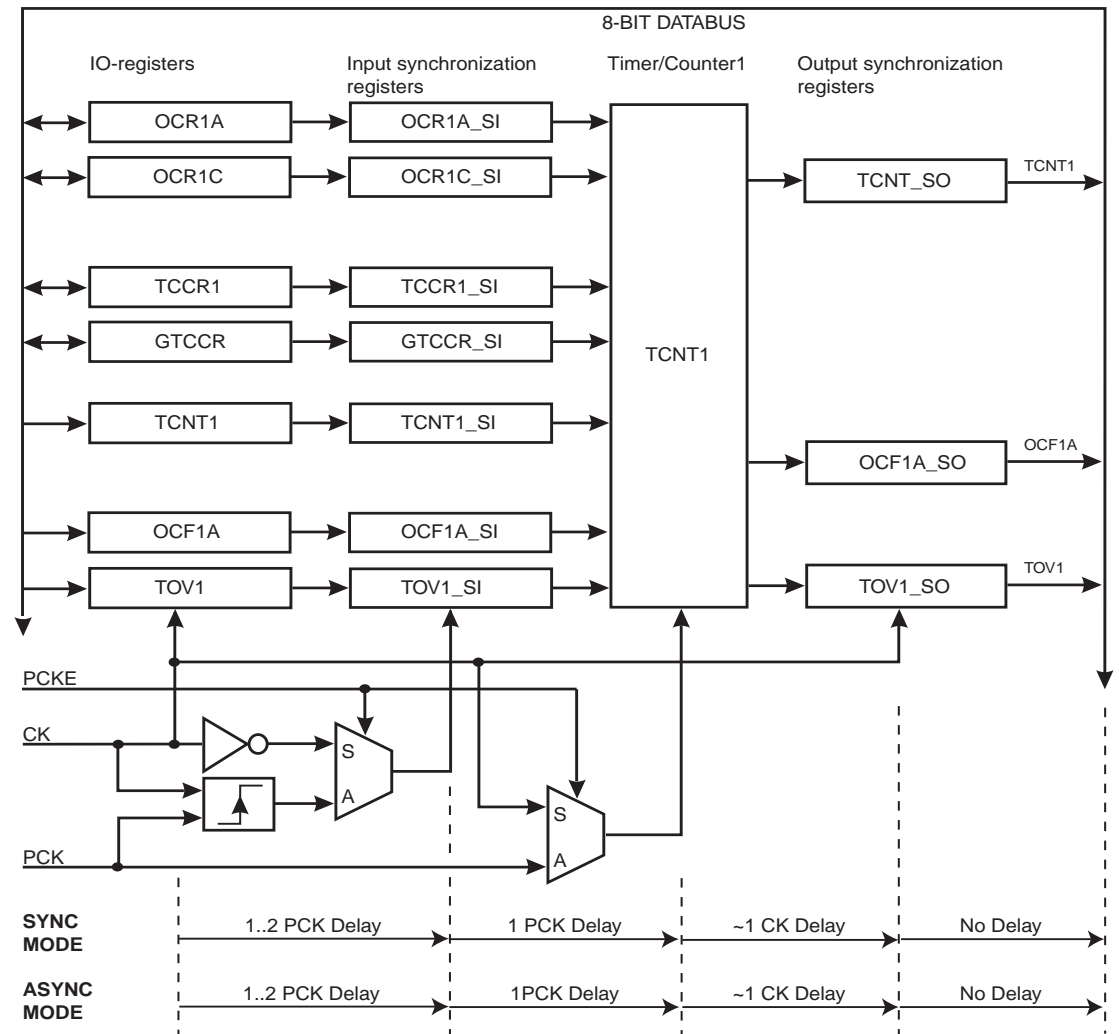 8-BIT DATABUS
IO-registers
Input synchronization
registers
Timer/Counter1
Output synchronization
registers
OCR1A
OCR1A_SI
OCR1C
OCR1C_SI
TCNT_SO
TCNT1
TCCR1
TCCR1_SI
GTCCR
GTCCR_SI
TCNT1
TCNT1
TCNT1_SI
OCF1A_SO
OCF1A
OCF1A
OCF1A_SI
TOV1
TOV1_SI
TOV1_SO
TOV1
PCKE
CK
S
A
S
A
PCK
SYNC
MODE
1..2 PCK Delay
1 PCK Delay
~1 CK Delay
No Delay
ASYNC
MODE
1..2 PCK Delay
1PCK Delay
~1 CK Delay
No Delay